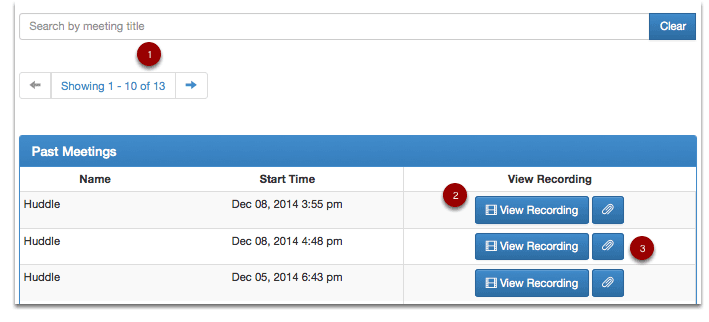 Search by meeting title
Clear
1
Showing 1 - 10 of 13
Past Meetings
Name Start Time View Recording
2
Huddle Dec 08, 2014 3:55 pm View Recording
Huddle Dec 08, 2014 4:48 pm View Recording
3
Huddle Dec 05, 2014 6:43 pm View Recording